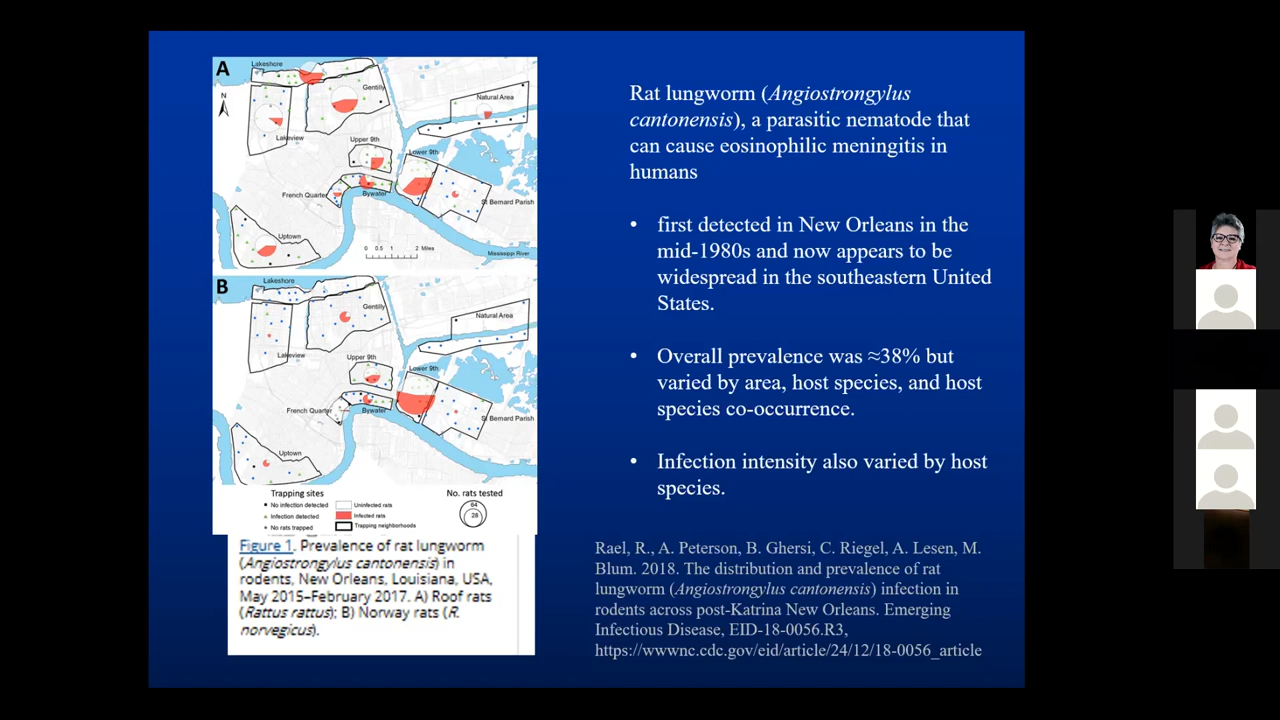 A
Lakeshore
N
Gentilly
Natural Area
Lakeview
Upper 9th
Lower 9th
French Quarter
Bywater
St Bernard Parish
Uptown
0 0.5 1 2 Miles
Mississippi River
B
Lakeshore
Gentilly
Natural Area
Lakeview
Upper 9th
Lower 9th
French Quarter
Bywater
St Bernard Parish
Uptown
Trapping sites
No infection detected
Infection detected
No rats trapped
Uninfected rats
Infected rats
Trapping neighborhoods
No. rats tested
64
28
Figure 1. Prevalence of rat lungworm
(Angiostrongylus cantonensis) in
rodents, New Orleans, Louisiana, USA,
May 2015–February 2017. A) Roof rats
(Rattus rattus); B) Norway rats (R.
norvegicus).
Rat lungworm (Angiostrongylus
cantonensis), a parasitic nematode that
can cause eosinophilic meningitis in
humans
• first detected in New Orleans in the
mid-1980s and now appears to be
widespread in the southeastern United
States.
• Overall prevalence was ≈38% but
varied by area, host species, and host
species co-occurrence.
• Infection intensity also varied by host
species.
Rael, R., A. Peterson, B. Ghersi, C. Riegel, A. Lesen, M.
Blum. 2018. The distribution and prevalence of rat
lungworm (Angiostrongylus cantonensis) infection in
rodents across post-Katrina New Orleans. Emerging
Infectious Disease, EID-18-0056.R3,
https://wwwnc.cdc.gov/eid/article/24/12/18-0056_article